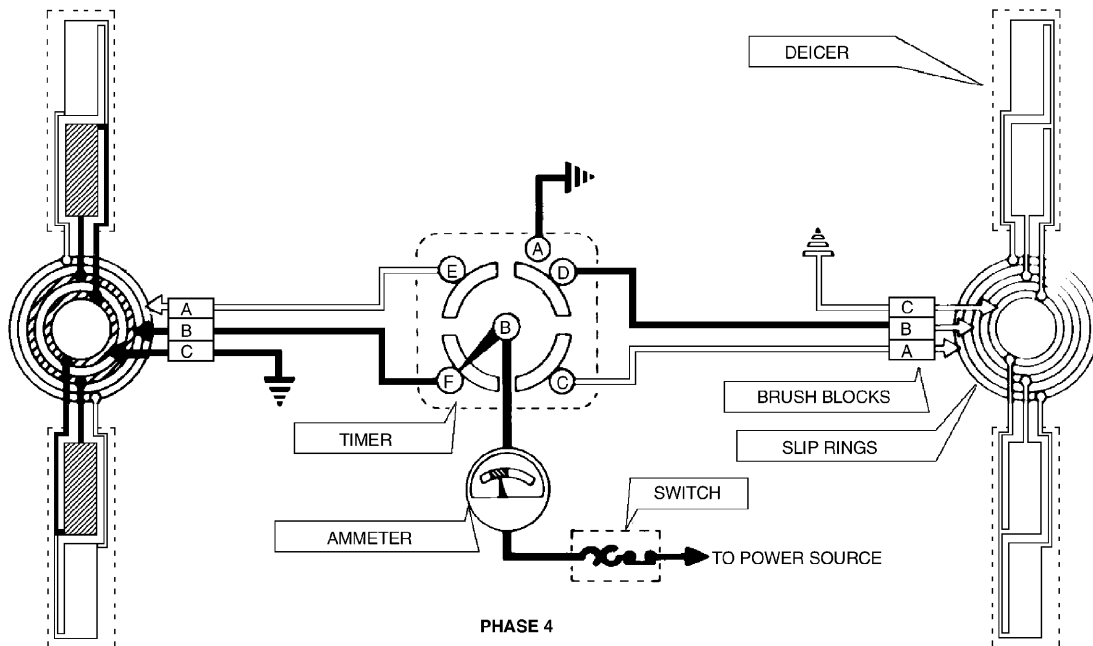 DEICER
A
E
D
A
B
C
B
C
B
A
F
C
BRUSH BLOCKS
TIMER
SLIP RINGS
SWITCH
AMMETER
TO POWER SOURCE
PHASE 4